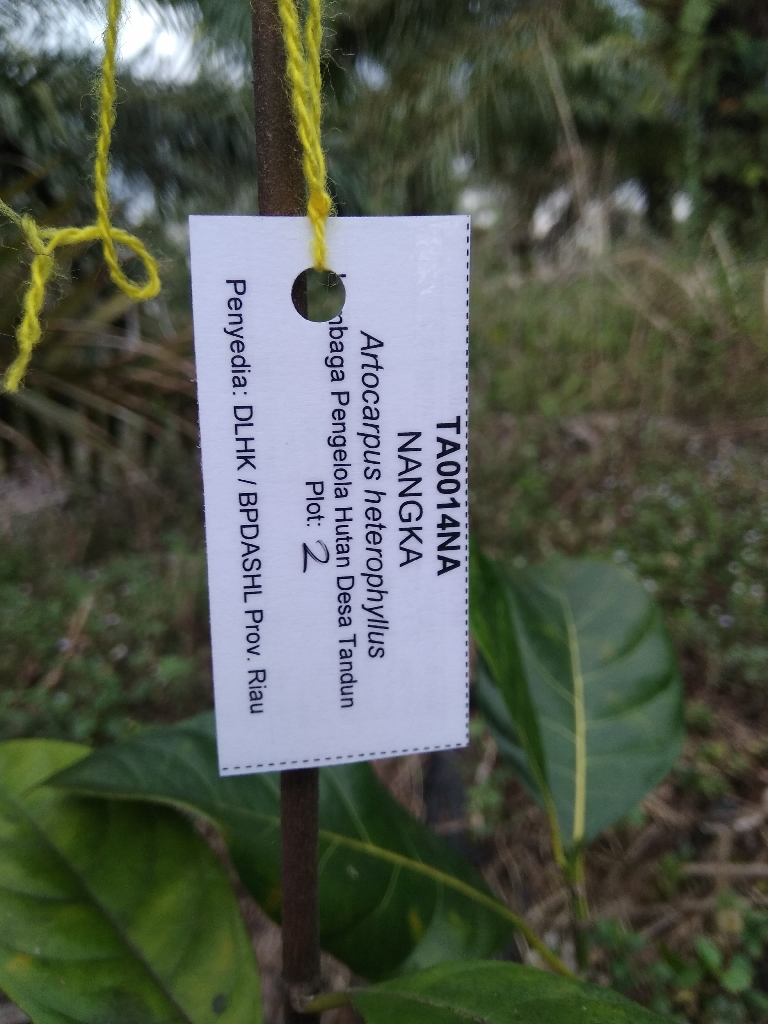 TA0014NA
NANGKA
Artocarpus heterophyllus
mbaga Pengelola Hutan Desa Tandun
Plot: 2
Penyedia: DLHK / BPDASHL Prov. Riau